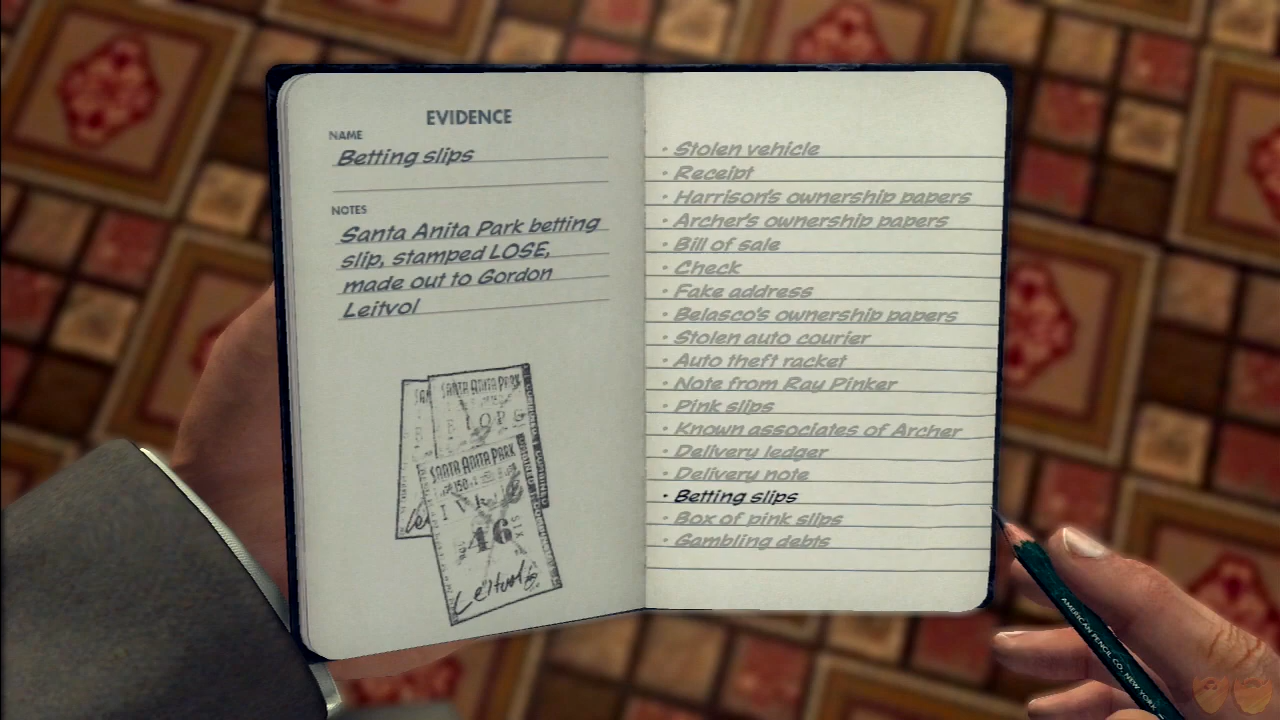 EVIDENCE
NAME
Betting slips
NOTES
Santa Anita Park betting
slip, stamped LOSE,
made out to Gordon
Leitvol
SANTA ANITA PARK
SANTA ANITA PARK
46
SIX
Leitvol
• Stolen vehicle
• Receipt
• Harrison's ownership papers
• Archer's ownership papers
• Bill of sale
• Check
• Fake address
• Belasco's ownership papers
• Stolen auto courier
• Auto theft racket
• Note from Ray Pinker
• Pink slips
• Known associates of Archer
• Delivery ledger
• Delivery note
• Betting slips
• Box of pink slips
• Gambling debts
AMERICAN PENCIL CO. NEW YORK